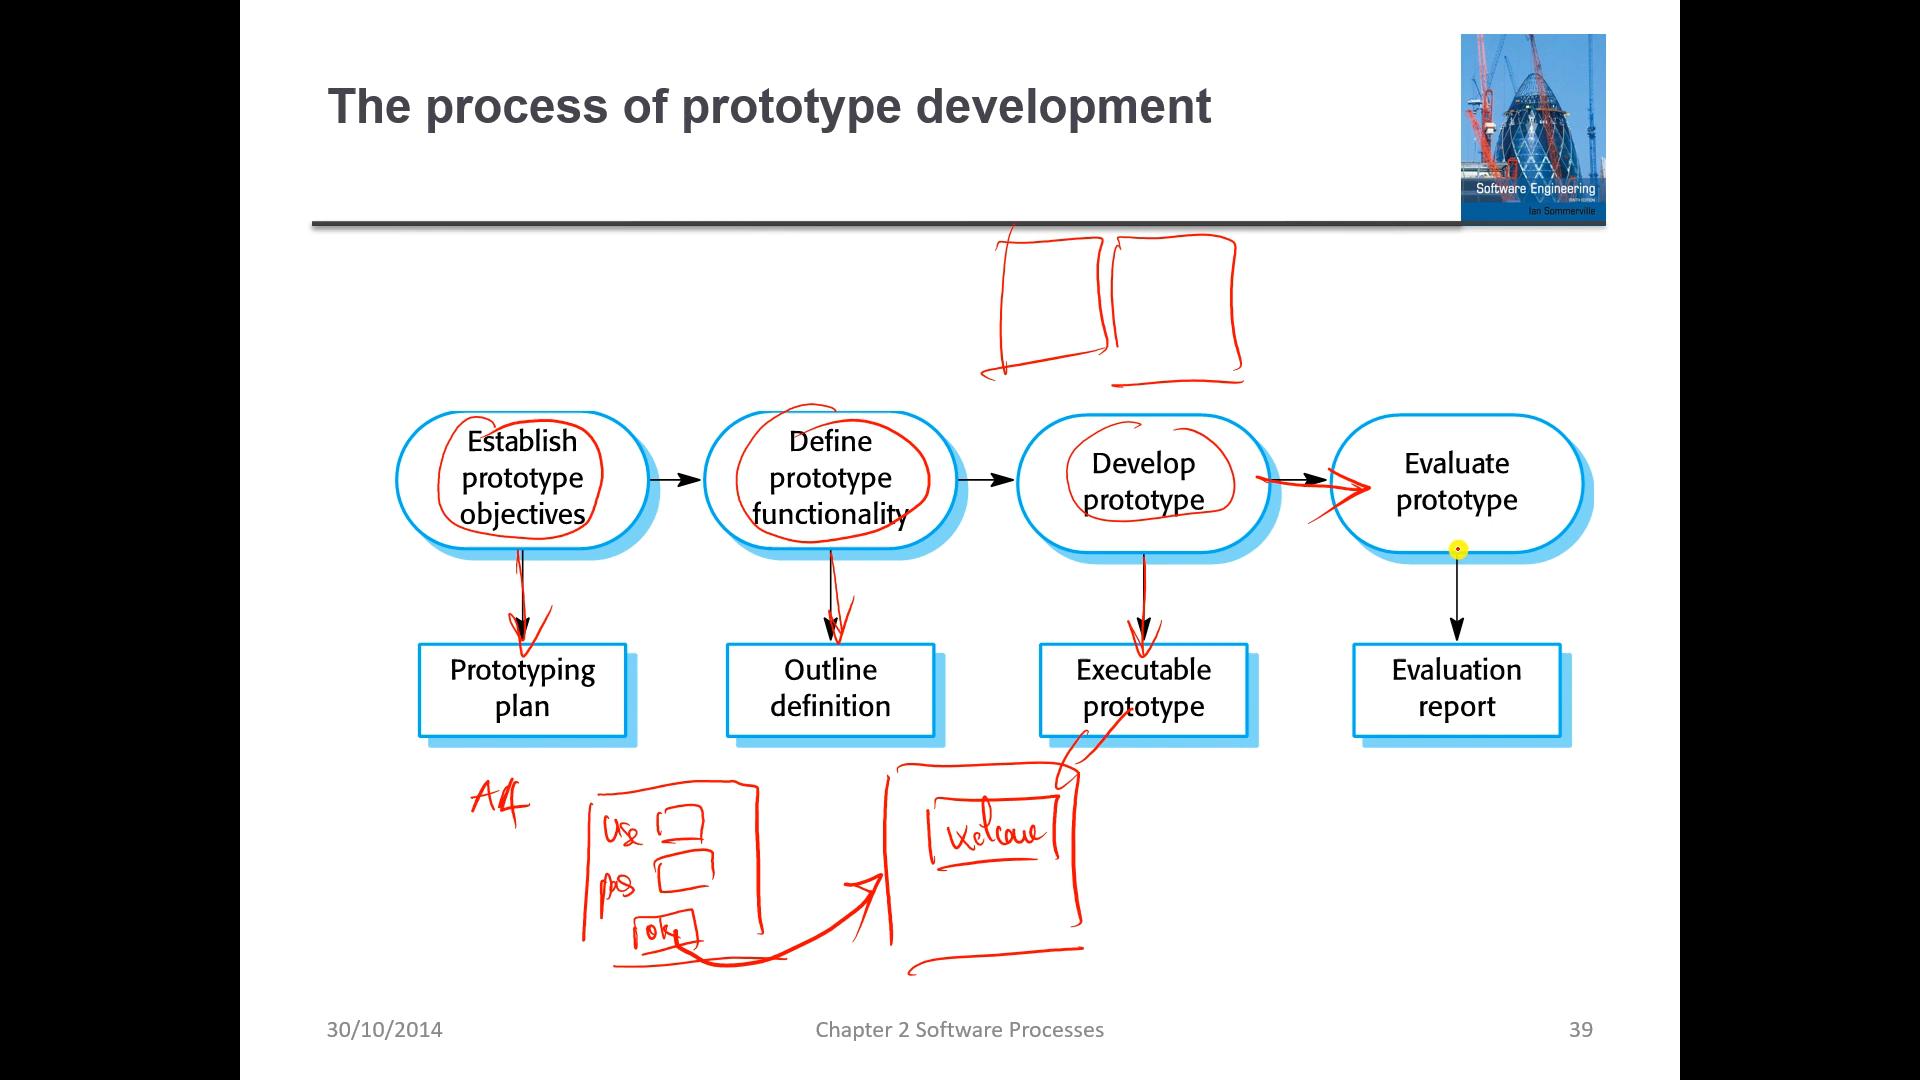 The process of prototype development
Software Engineering
Ian Sommerville
Establish
prototype
objectives
Define
prototype
functionality
Develop
prototype
Evaluate
prototype
Prototyping
plan
Outline
definition
Executable
prototype
Evaluation
report
Use
pas
ok
welcome
30/10/2014
Chapter 2 Software Processes
39